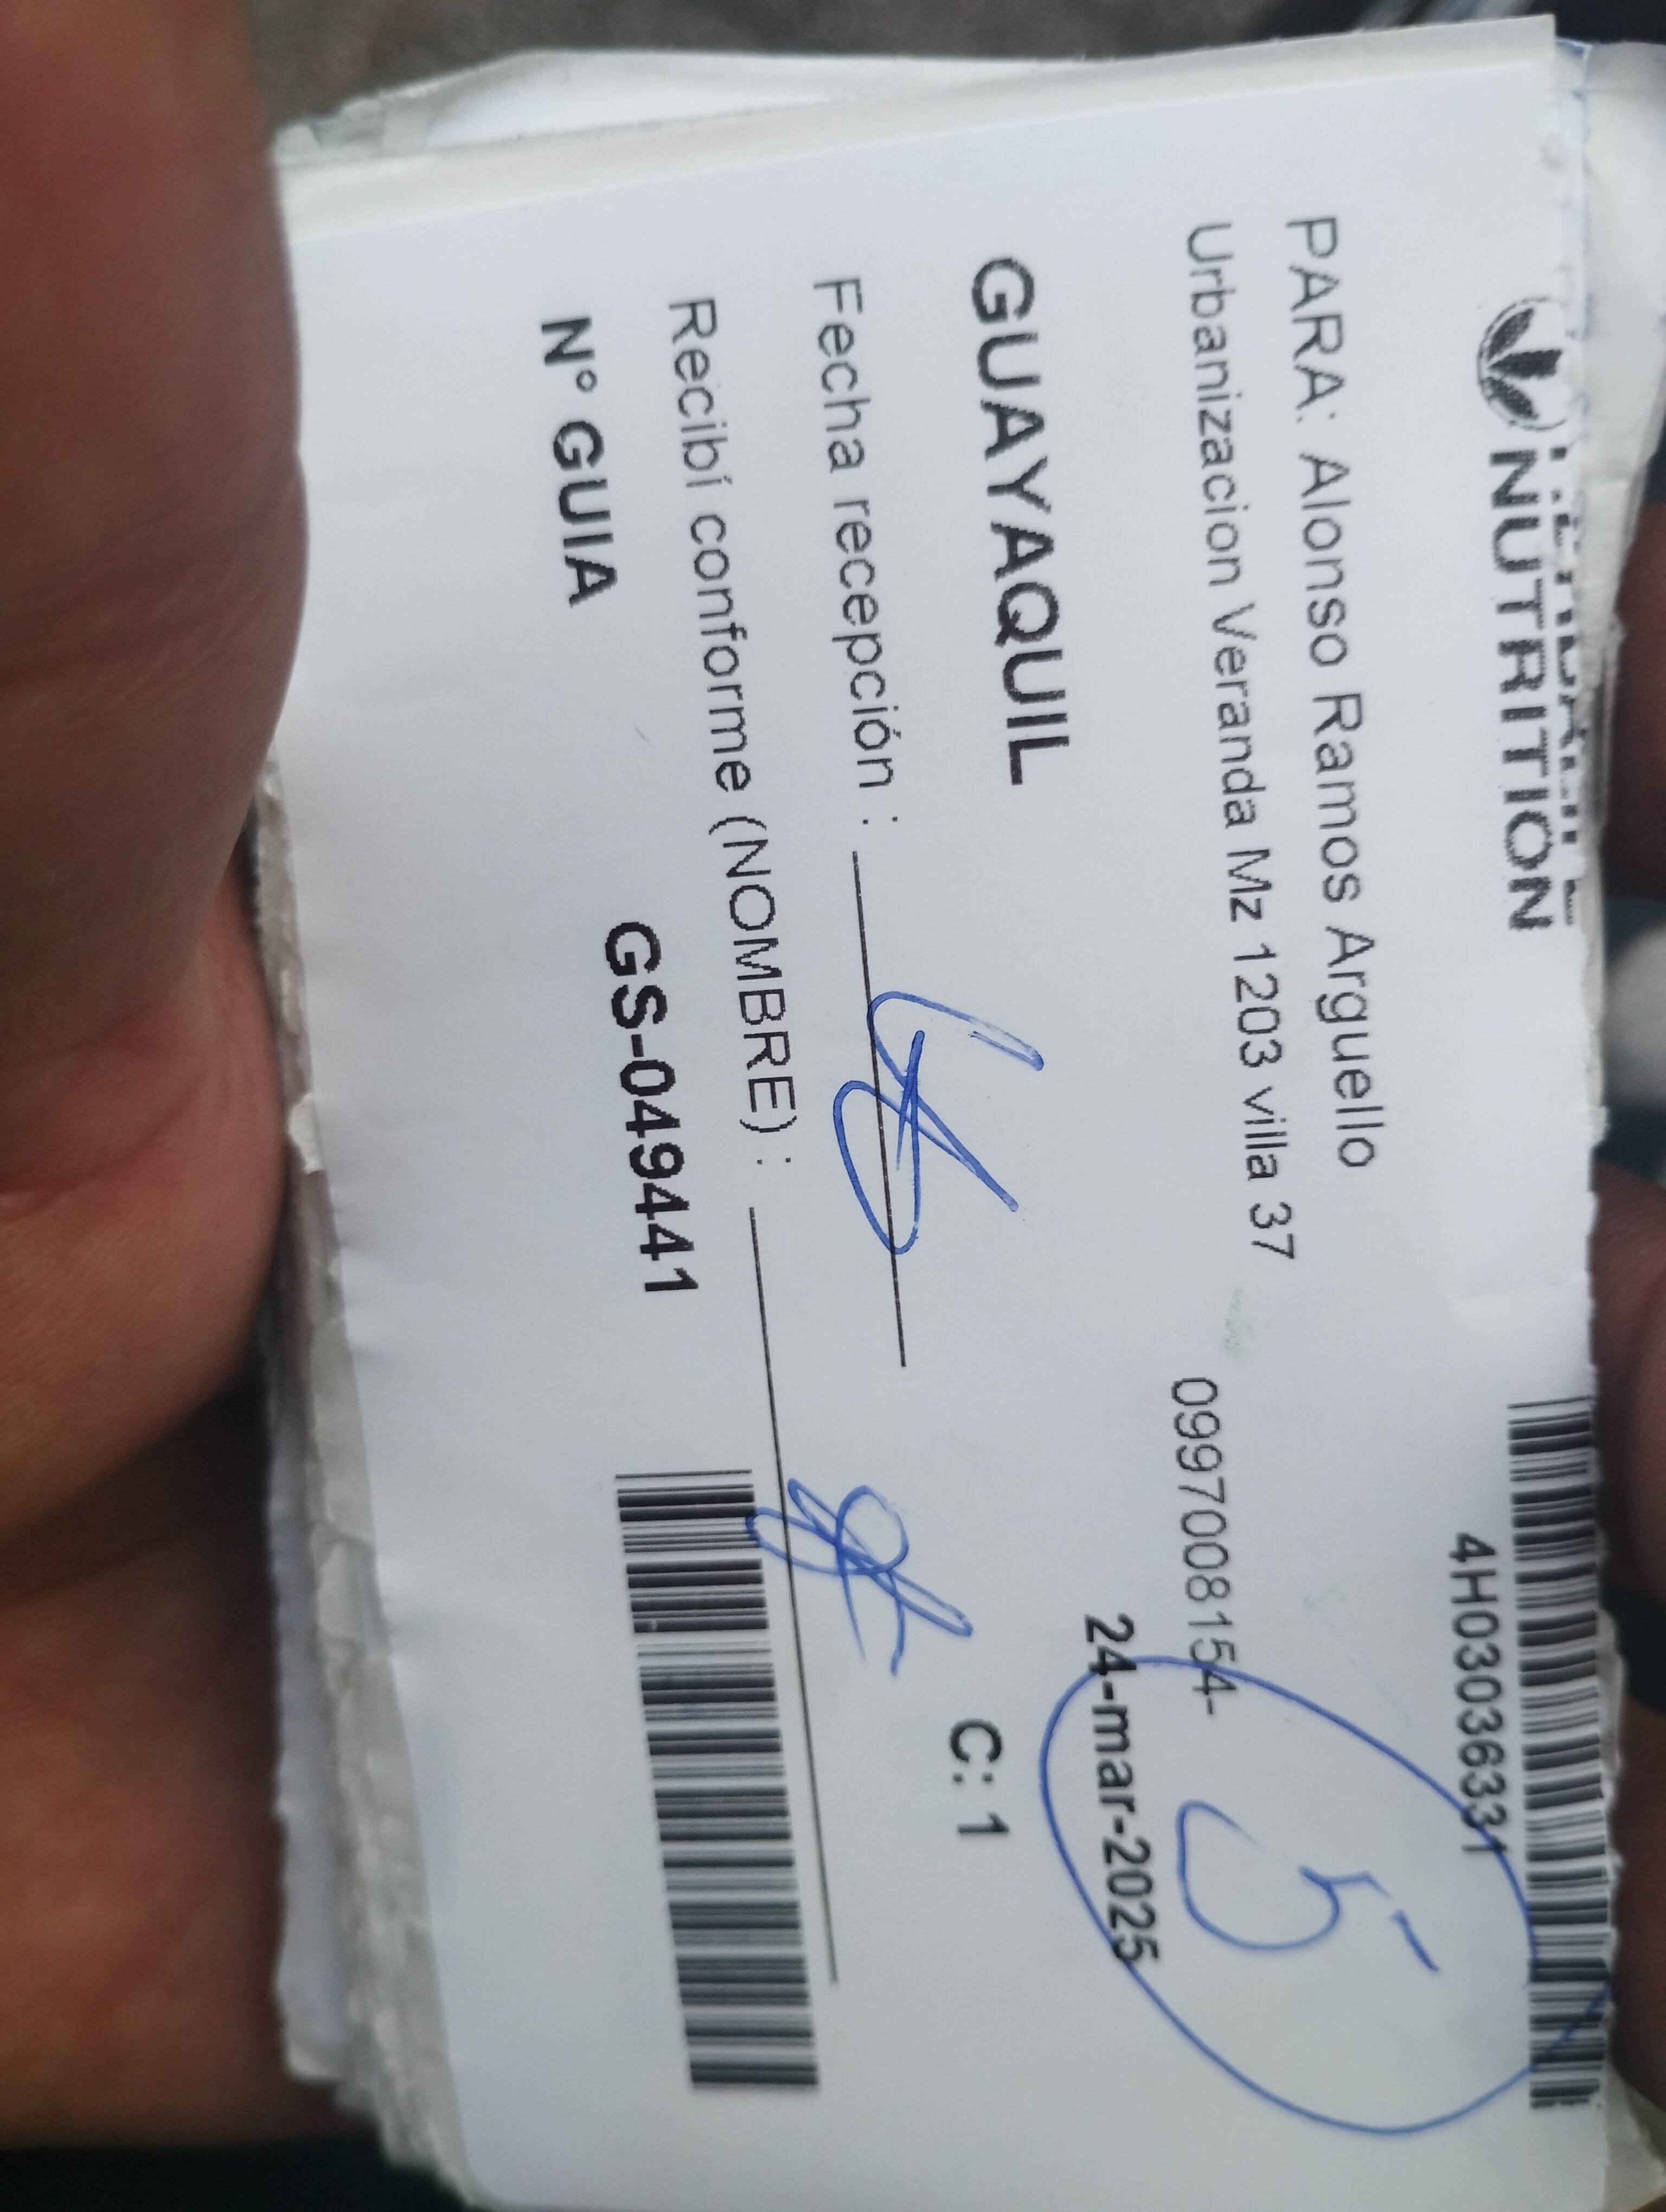 NUTRITION
4H03036331
PARA: Alonso Ramos Arguello
Urbanizacion Veranda Mz 1203 villa 37 0997008154-
5
24-mar-2025
GUAYAQUIL
C: 1
Fecha recepción :
Recibí conforme (NOMBRE) :
N° GUIA GS-049441